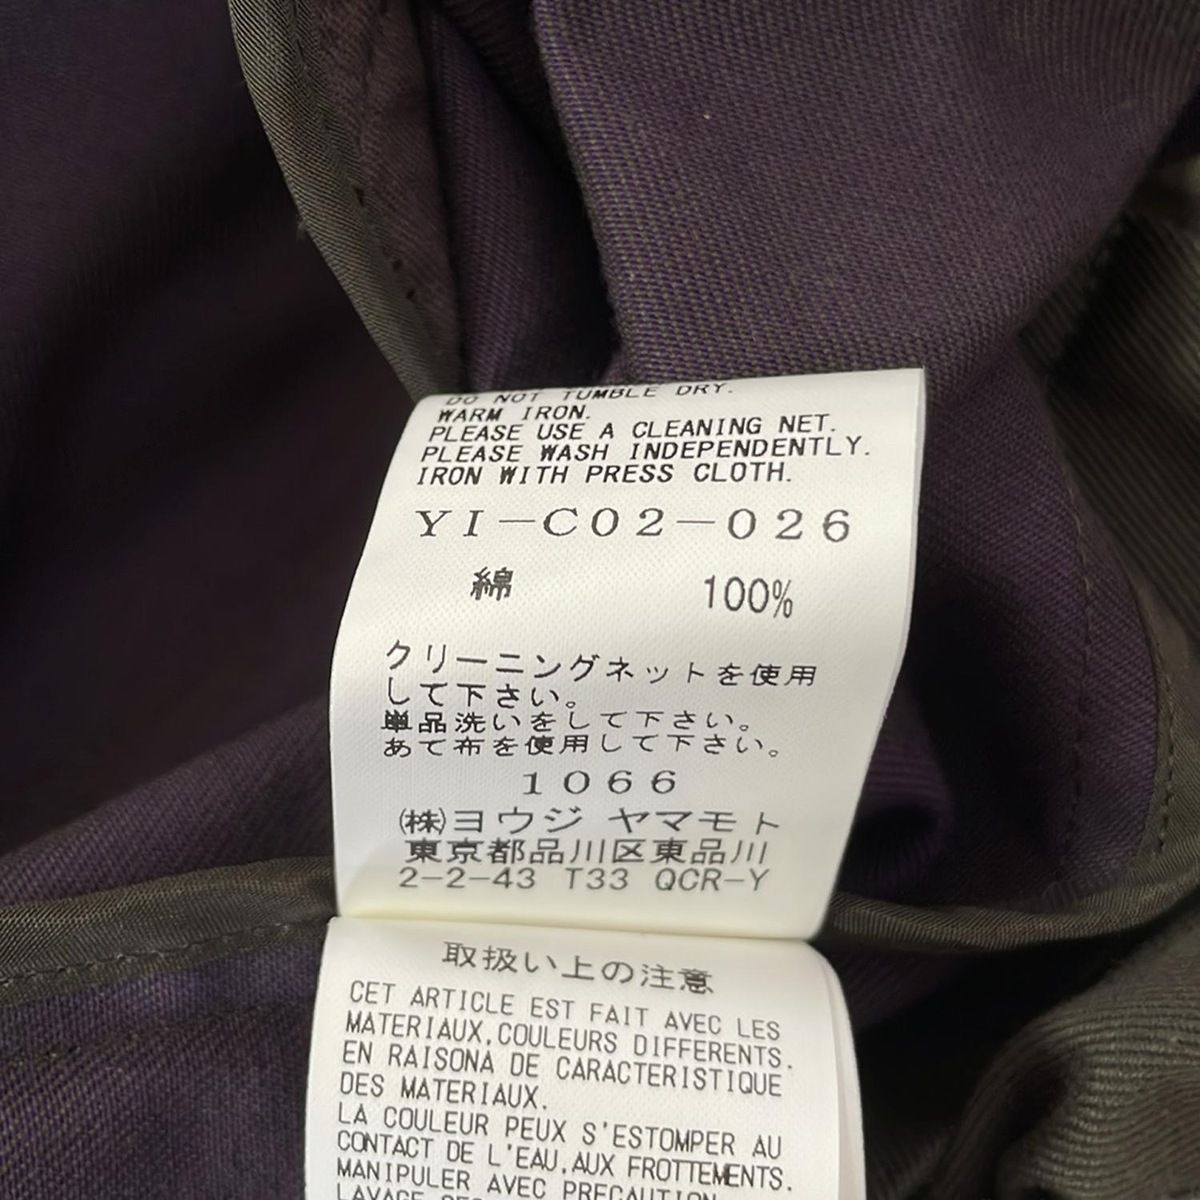 DO NOT TUMBLE DRY.
WARM IRON.
PLEASE USE A CLEANING NET.
PLEASE WASH INDEPENDENTLY.
IRON WITH PRESS CLOTH.
YI-C02-026
綿 100%
クリーニングネットを使用
して下さい。
単品洗いをして下さい。
あて布を使用して下さい。
1066
(株)ヨウジ ヤマモト
東京都品川区東品川
2-2-43 T33 QCR-Y
取扱い上の注意
CET ARTICLE EST FAIT AVEC LES
MATERIAUX,COULEURS DIFFERENTS.
EN RAISONA DE CARACTERISTIQUE
DES MATERIAUX.
LA COULEUR PEUX S'ESTOMPER AU
CONTACT DE L'EAU,AUX FROTTEMENTS.
MANIPULER AVEC PRECAUTION.
LAVAGE